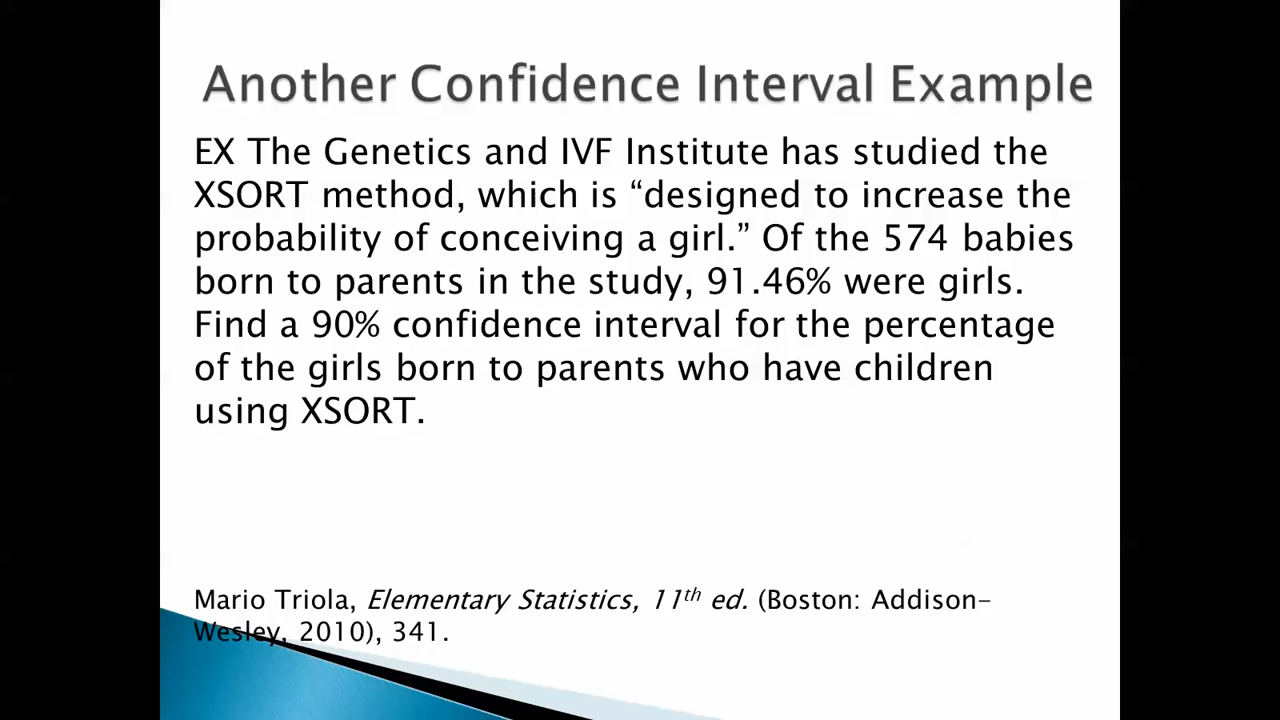 Another Confidence Interval Example
EX The Genetics and IVF Institute has studied the
XSORT method, which is “designed to increase the
probability of conceiving a girl.” Of the 574 babies
born to parents in the study, 91.46% were girls.
Find a 90% confidence interval for the percentage
of the girls born to parents who have children
using XSORT.
Mario Triola, Elementary Statistics, 11th ed. (Boston: Addison-
Wesley, 2010), 341.